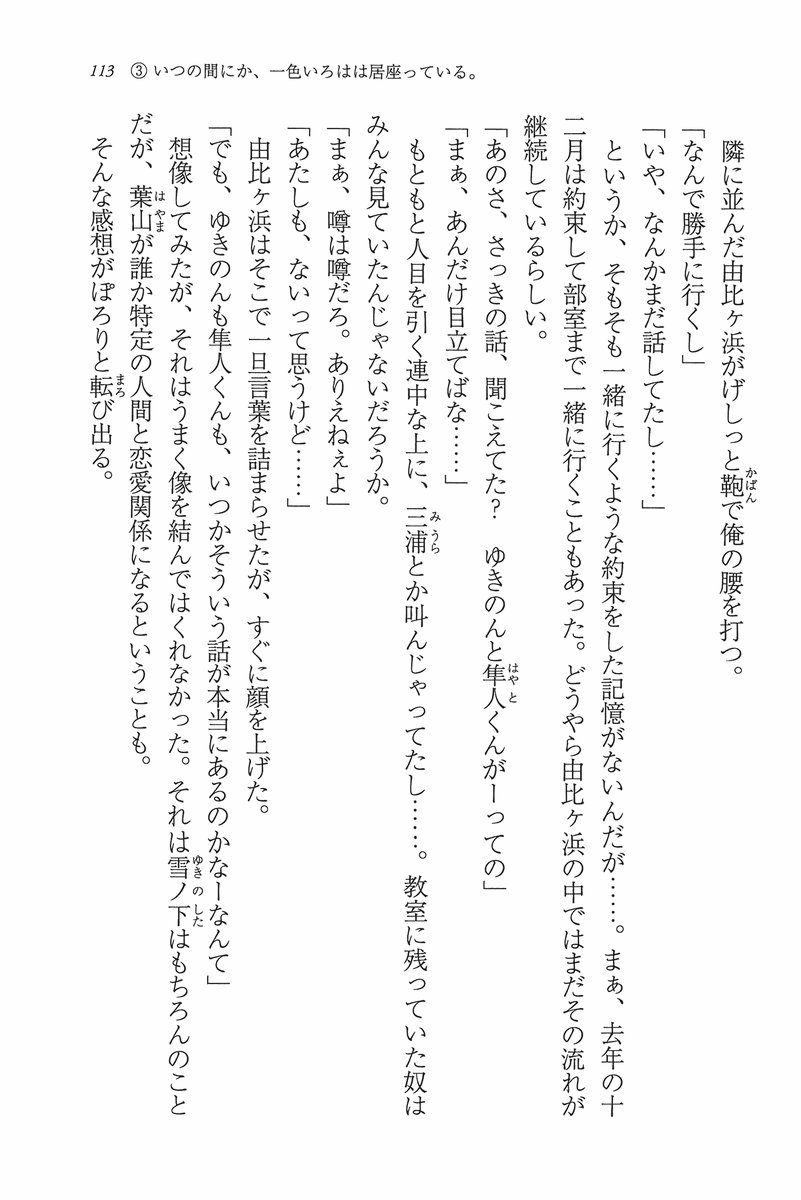 113 ③ いつの間にか、一色いろはは居座っている。
隣に並んだ由比ヶ浜がげしっと鞄で俺の腰を打つ。
「なんで勝手に行くし」
「いや、なんかまだ話してたし……」
というか、そもそも一緒に行くような約束をした記憶がないんだが……。まぁ、去年の十
二月は約束して部室まで一緒に行くこともあった。どうやら由比ヶ浜の中ではまだその流れが
継続しているらしい。
「あのさ、さっきの話、聞こえてた？　ゆきのんと隼人くんがーっての」
「まぁ、あんだけ目立てばな……」
もともと人目を引く連中な上に、三浦とか叫んじゃってたし……。教室に残っていた奴は
みんな見ていたんじゃないだろうか。
「まぁ、噂は噂だろ。ありえねぇよ」
「あたしも、ないって思うけど……」
由比ヶ浜はそこで一旦言葉を詰まらせたが、すぐに顔を上げた。
「でも、ゆきのんも隼人くんも、いつかそういう話が本当にあるのかなーなんて」
想像してみたが、それはうまく像を結んではくれなかった。それは雪ノ下はもちろんのこと
だが、葉山が誰か特定の人間と恋愛関係になるということも。
そんな感想がぽろりと転び出る。